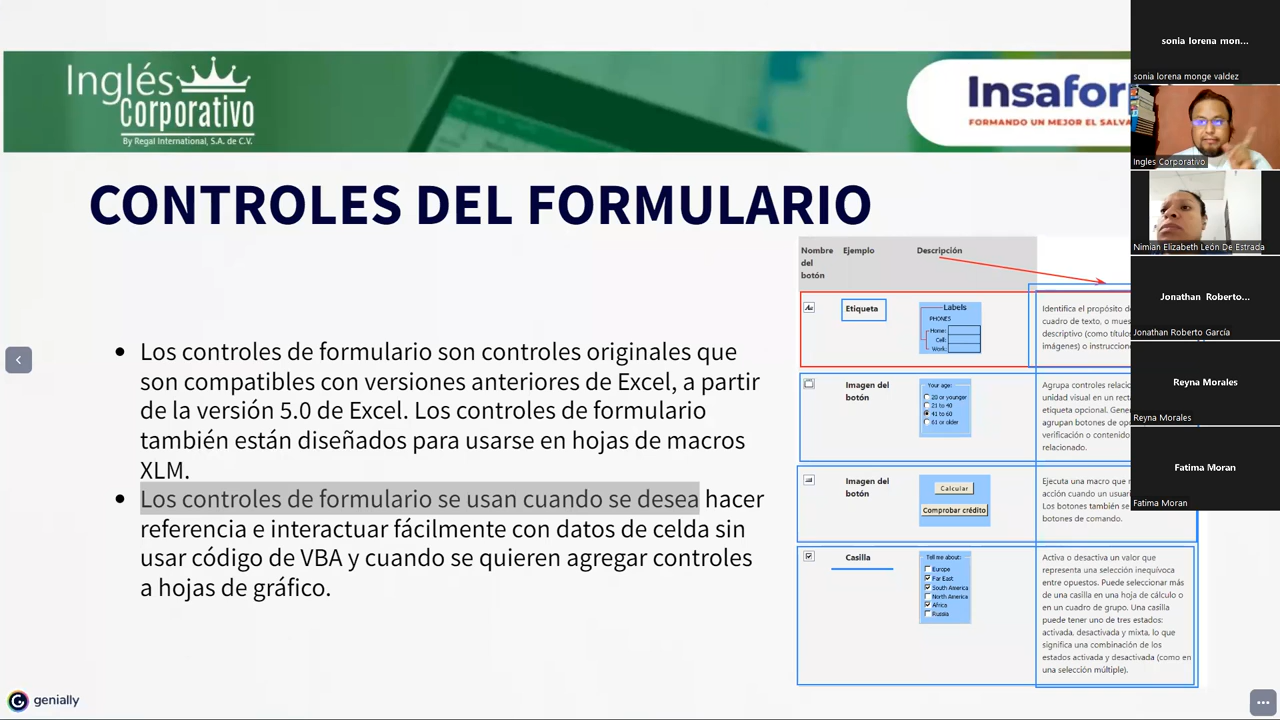 Inglés
Corporativo
By Regal International, S.A. de C.V.
Insafor
FORMANDO UN MEJOR EL SALVA
CONTROLES DEL FORMULARIO
Los controles de formulario son controles originales que
son compatibles con versiones anteriores de Excel, a partir
de la versión 5.0 de Excel. Los controles de formulario
también están diseñados para usarse en hojas de macros
XLM.
Los controles de formulario se usan cuando se desea hacer
referencia e interactuar fácilmente con datos de celda sin
usar código de VBA y cuando se quieren agregar controles
a hojas de gráfico.
Nombre
del
botón
Ejemplo
Descripción
Aa
Etiqueta
Labels
PHONES
Home:
Cell:
Work:
Identifica el propósito de
cuadro de texto, o mues
descriptivo (como título
imágenes) o instruccion
Imagen del
botón
Your age:
20 or younger
21 to 40
41 to 60
61 or older
Agrupa controles relaci
unidad visual en un rect
etiqueta opcional. Gene
agrupan botones de opc
verificación o contenido
relacionado.
Imagen del
botón
Calcular
Comprobar crédito
Ejecuta una macro que r
acción cuando un usuari
Los botones también se
botones de comando.
Casilla
Tell me about:
Europe
Far East
South America
North America
Africa
Russia
Activa o desactiva un valor que
representa una selección inequívoca
entre opuestos. Puede seleccionar más
de una casilla en una hoja de cálculo o
en un cuadro de grupo. Una casilla
puede tener uno de tres estados:
activada, desactivada y mixta, lo que
significa una combinación de los
estados activada y desactivada (como en
una selección múltiple).
sonia lorena mon...
sonia lorena monge valdez
Ingles Corporativo
Nimian Elizabeth León De Estrada
Jonathan Roberto...
Jonathan Roberto García
Reyna Morales
Reyna Morales
Fatima Moran
Fatima Moran
genially